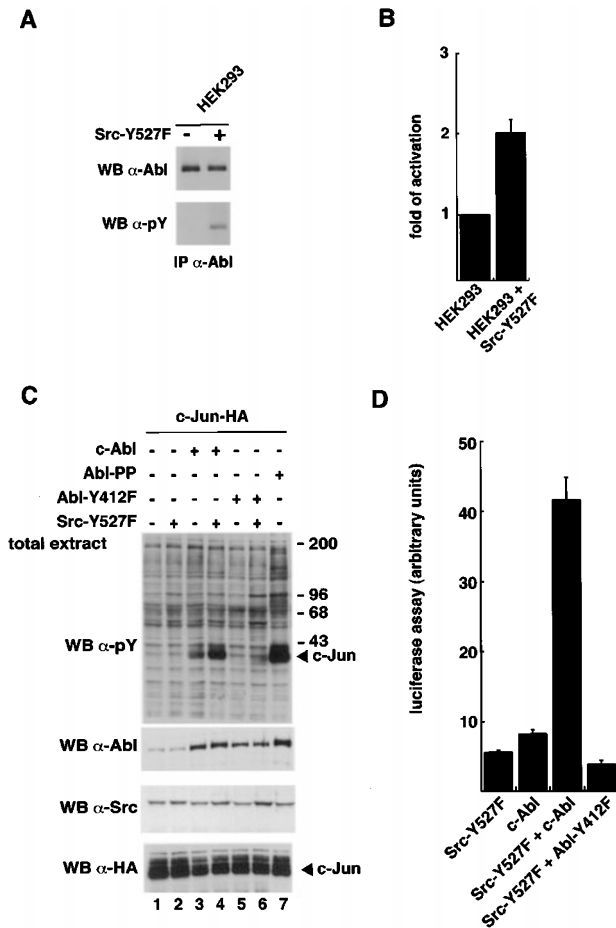 A
HEK293
Src-Y527F - +
WB α-Abl
WB α-pY
IP α-Abl
B
fold of activation
3
2
1
HEK293
HEK293 +
Src-Y527F
C
c-Jun-HA
c-Abl - - + + - - -
Abl-PP - - - - - - +
Abl-Y412F - - - - + + -
Src-Y527F - + - + - + -
total extract
200
96
68
43
WB α-pY
c-Jun
WB α-Abl
WB α-Src
WB α-HA
c-Jun
1 2 3 4 5 6 7
D
luciferase assay (arbitrary units)
50
40
30
20
10
Src-Y527F
c-Abl
Src-Y527F + c-Abl
Src-Y527F + Abl-Y412F